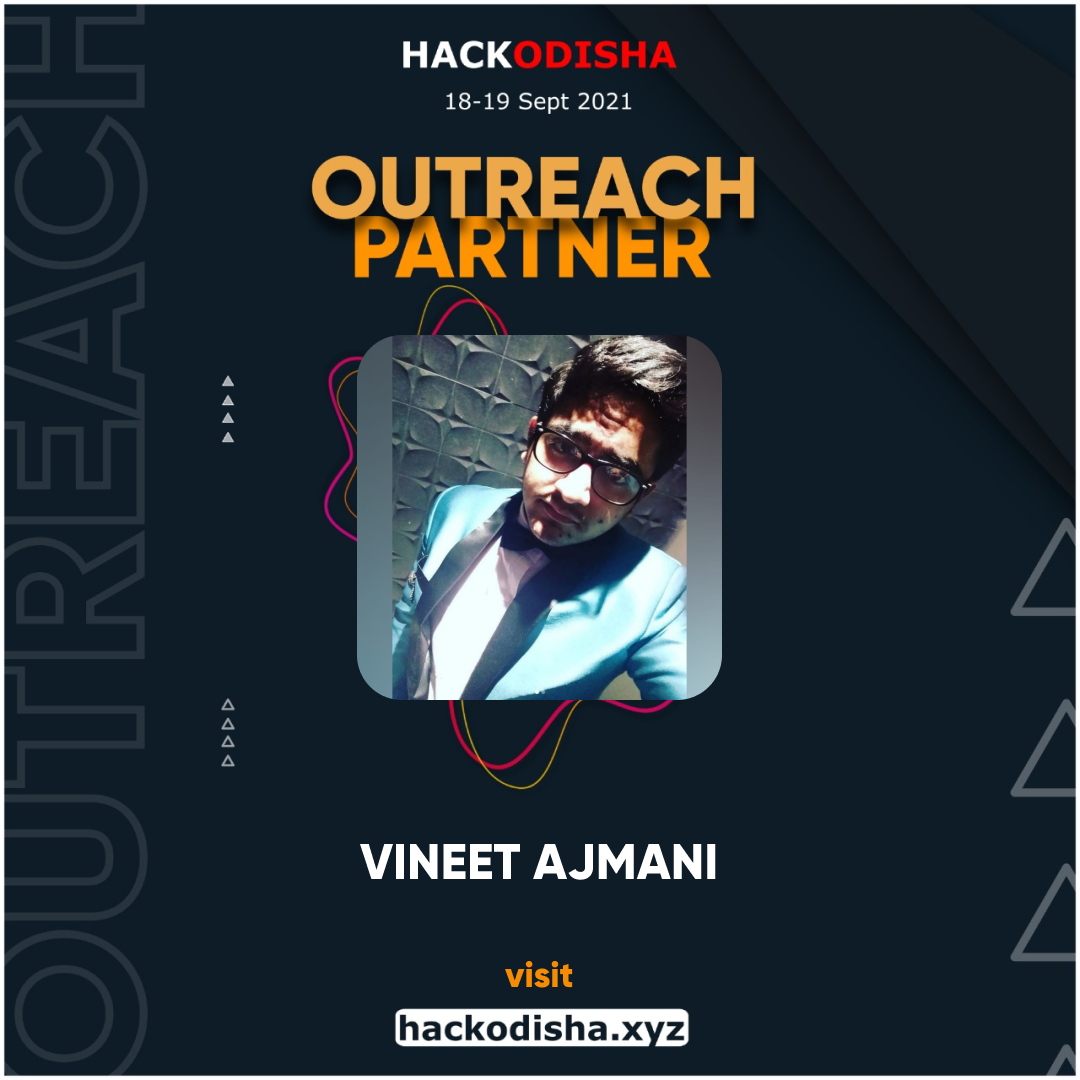 HACKODISHA
18-19 Sept 2021
OUTREACH
PARTNER
OUTREACH
VINEET AJMANI
visit
hackodisha.xyz